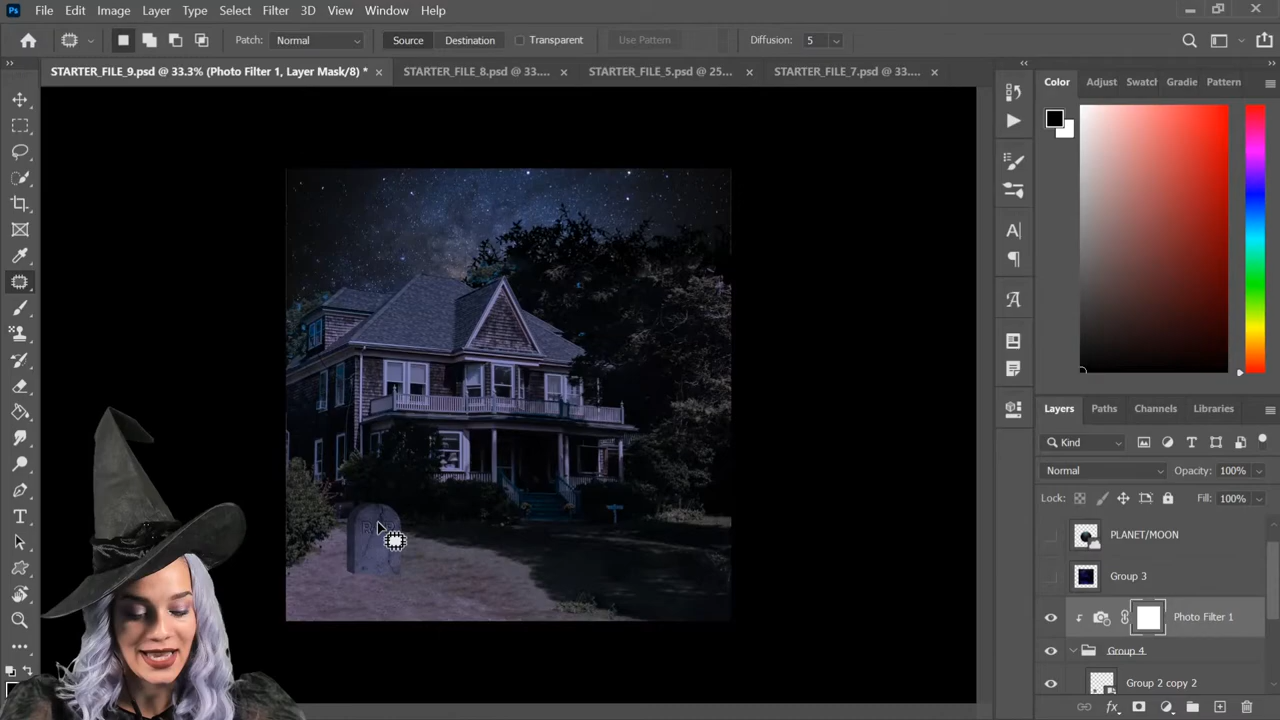 Ps File Edit Image Layer Type Select Filter 3D View Window Help
Patch: Normal Source Destination Transparent Use Pattern Diffusion: 5
STARTER_FILE_9.psd @ 33.3% (Photo Filter 1, Layer Mask/8) * × STARTER_FILE_8.psd @ 33.... × STARTER_FILE_5.psd @ 25... × STARTER_FILE_7.psd @ 33.... ×
Color Adjust Swatch Gradie Pattern
Layers Paths Channels Libraries
Kind
Normal Opacity: 100%
Lock: Fill: 100%
PLANET/MOON
Group 3
Photo Filter 1
Group 4
Group 2 copy 2